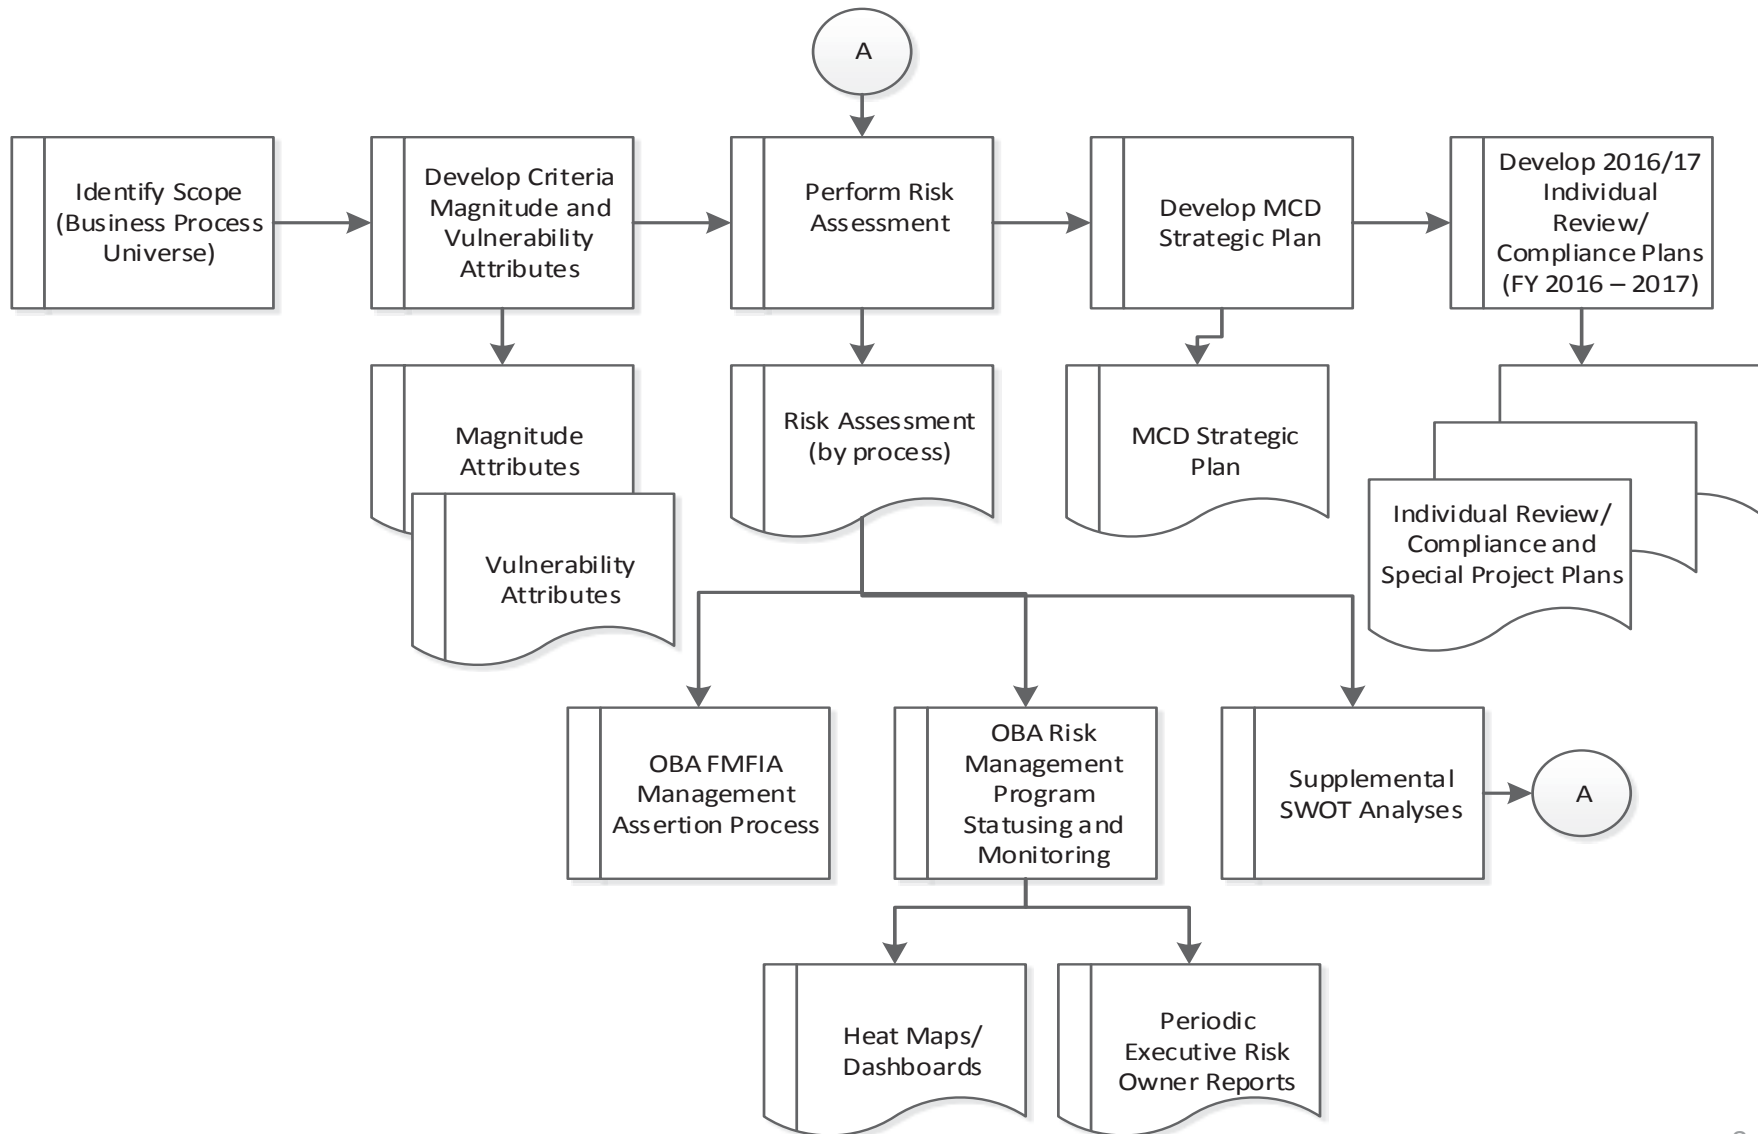 A
Identify Scope
(Business Process
Universe)
Develop Criteria
Magnitude and
Vulnerability
Attributes
Perform Risk
Assessment
Develop MCD
Strategic Plan
Develop 2016/17
Individual
Review/
Compliance Plans
(FY 2016 – 2017)
Magnitude
Attributes
Vulnerability
Attributes
Risk Assessment
(by process)
MCD Strategic
Plan
Individual Review/
Compliance and
Special Project Plans
OBA FMFIA
Management
Assertion Process
OBA Risk
Management
Program
Statusing and
Monitoring
Supplemental
SWOT Analyses
A
Heat Maps/
Dashboards
Periodic
Executive Risk
Owner Reports